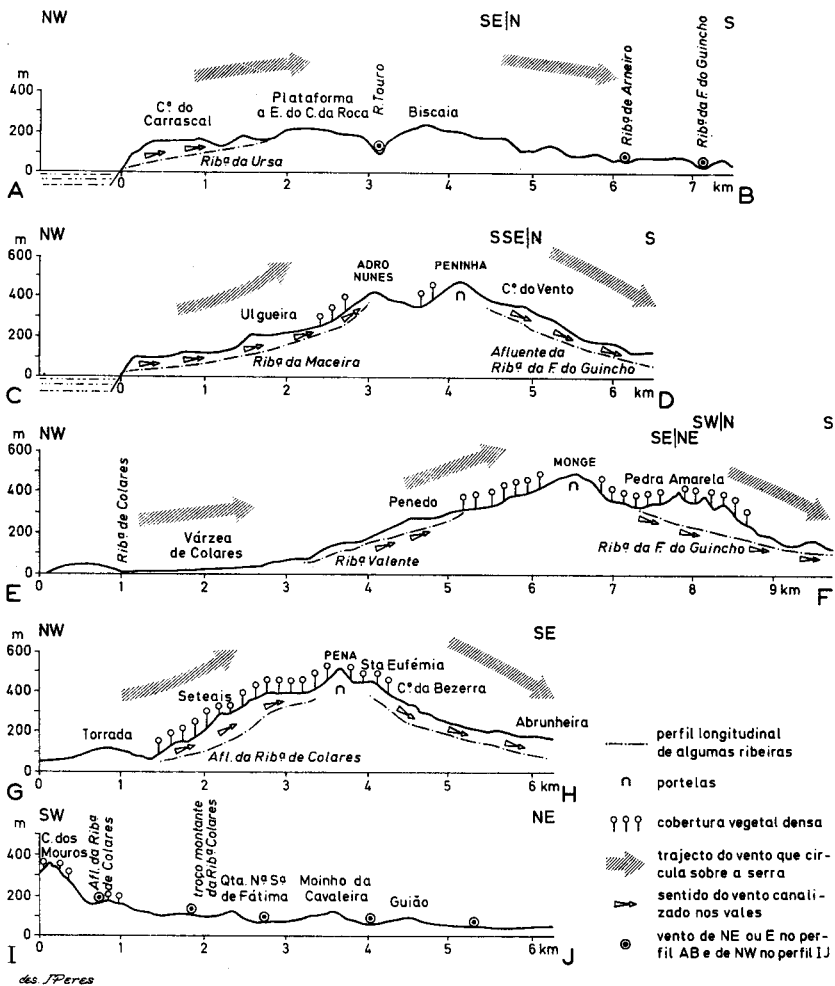 NW
SE|N
S
m
400
200
0
Cº. do
Carrascal
Plataforma
a E. do C. da Roca
R. Touro
Biscaia
Ribª de Arneiro
Ribª da F. do Guincho
Ribª da Ursa
A
0 1 2 3 4 5 6 7 km
B
NW
SSE|N
S
m
600
400
200
0
Ulgueira
ADRO
NUNES
PENINHA
Cº. do Vento
Ribª da Maceira
Afluente da
Ribª da F. do Guincho
C
0 1 2 3 4 5 6 km
D
NW
SW|N
SE|NE
S
m
600
400
200
0
Ribª de Colares
Várzea
de Colares
Penedo
MONGE
Pedra Amarela
Ribª Valente
Ribª da F. do Guincho
E
0 1 2 3 4 5 6 7 8 9 km
F
NW
SE
m
600
400
200
0
Torrada
Seteais
PENA
Sta Eufémia
Cº. da Bezerra
Abrunheira
Afl. da Ribª de Colares
G
0 1 2 3 4 5 6 km
H
SW
NE
m
400
200
0
C. dos
Mouros
Afl. da Ribª
de Colares
troço montante
da Ribª Colares
Qta. Nª Sª
de Fátima
Moinho da
Cavaleira
Guião
I
0 1 2 3 4 5 6 km
J
perfil longitudinal
de algumas ribeiras
portelas
cobertura vegetal densa
trajecto do vento que cir-
cula sobre a serra
sentido do vento canali-
zado nos vales
vento de NE ou E no per-
fil AB e de NW no perfil IJ
des. J. PERES